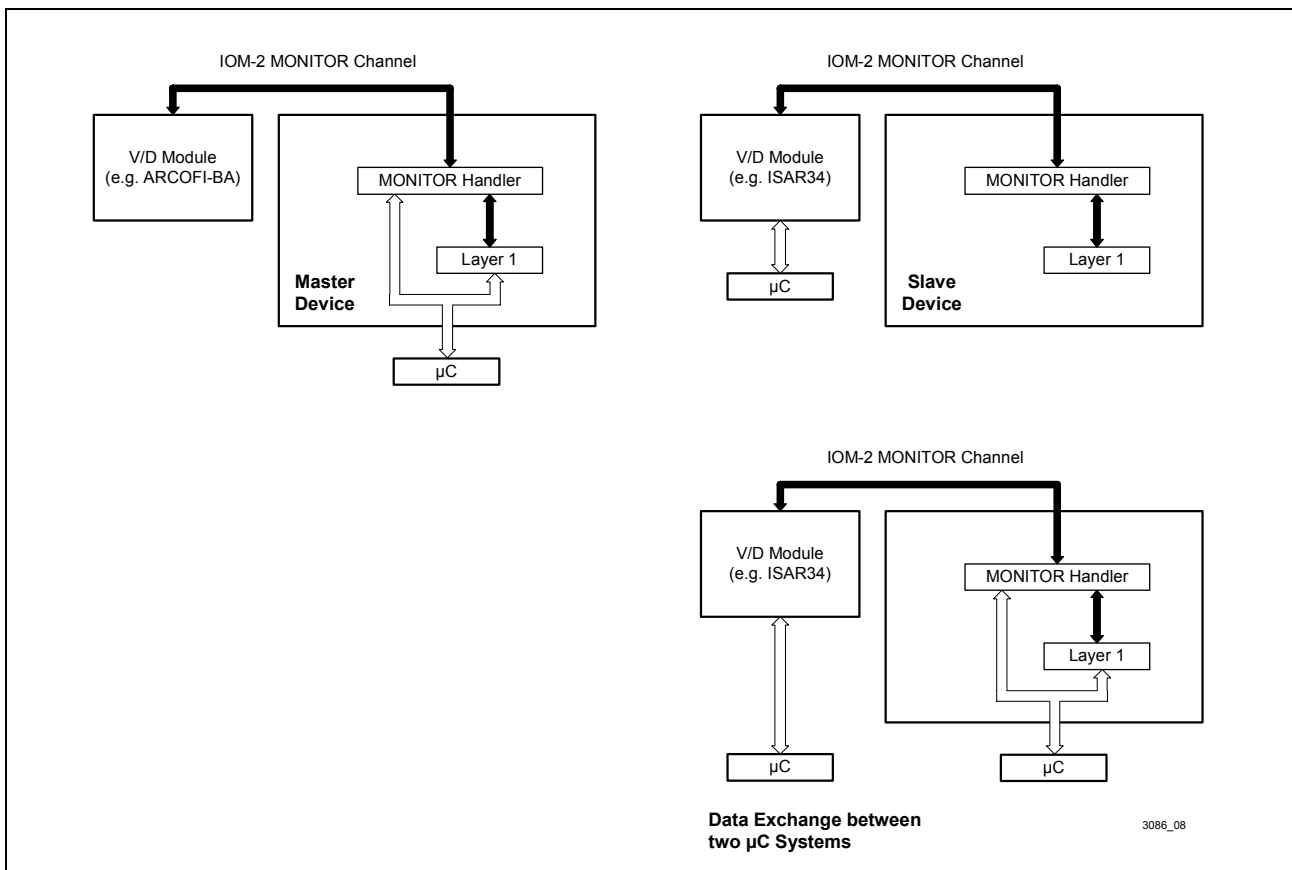 IOM-2 MONITOR Channel
V/D Module
(e.g. ARCOFI-BA)
MONITOR Handler
Layer 1
Master
Device
µC
IOM-2 MONITOR Channel
V/D Module
(e.g. ISAR34)
µC
MONITOR Handler
Layer 1
Slave
Device
IOM-2 MONITOR Channel
V/D Module
(e.g. ISAR34)
MONITOR Handler
Layer 1
µC
µC
Data Exchange between
two µC Systems
3086_08